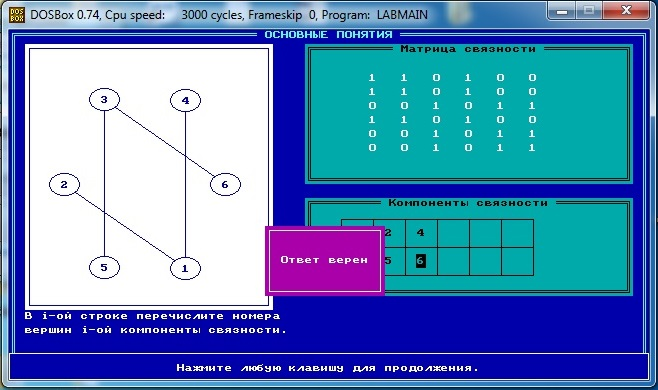 DOSBox 0.74, Cpu speed: 3000 cycles, Frameskip 0, Program: LABMAIN
ОСНОВНЫЕ ПОНЯТИЯ
Матрица связности
1 1 0 1 0 0
1 1 0 1 0 0
0 0 1 0 1 1
1 1 0 1 0 0
0 0 1 0 1 1
0 0 1 0 1 1
3 4
2 6
5 1
Компоненты связности
2 4
5 6
Ответ верен
В i-ой строке перечислите номера
вершин i-ой компоненты связности.
Нажмите любую клавишу для продолжения.